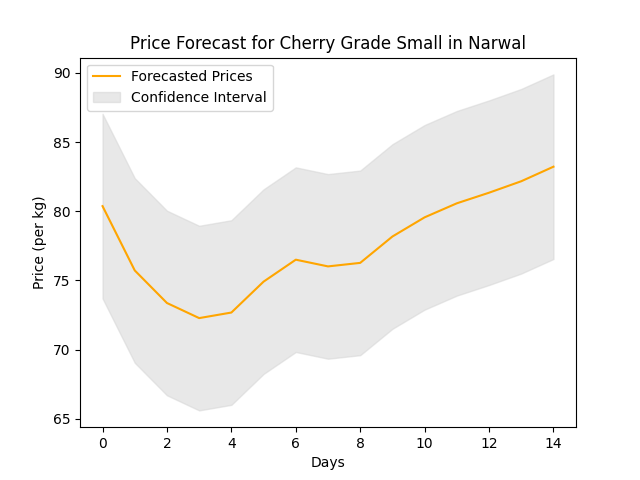 Price Forecast for Cherry Grade Small in Narwal
Forecasted Prices
Confidence Interval
90
85
80
75
70
65
Price (per kg)
0 2 4 6 8 10 12 14
Days